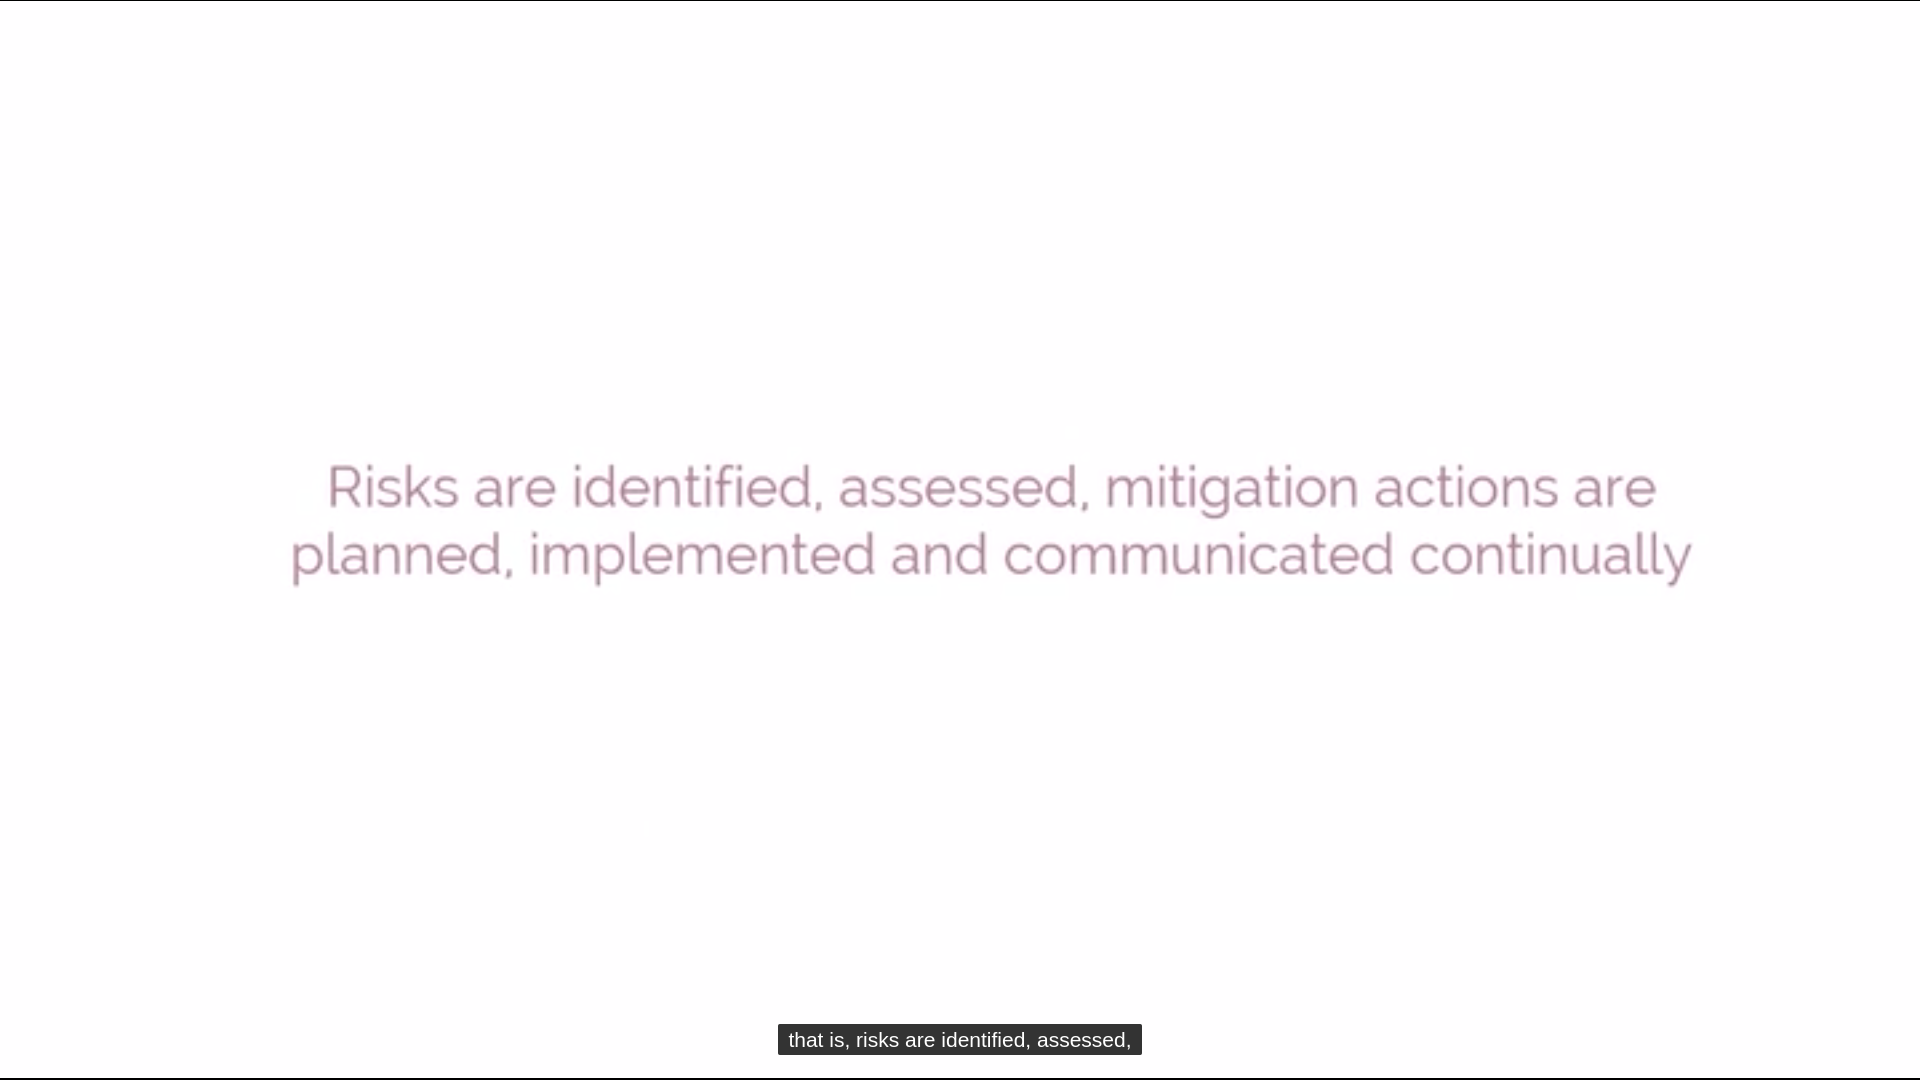 Risks are identified, assessed, mitigation actions are
planned, implemented and communicated continually
that is, risks are identified, assessed,